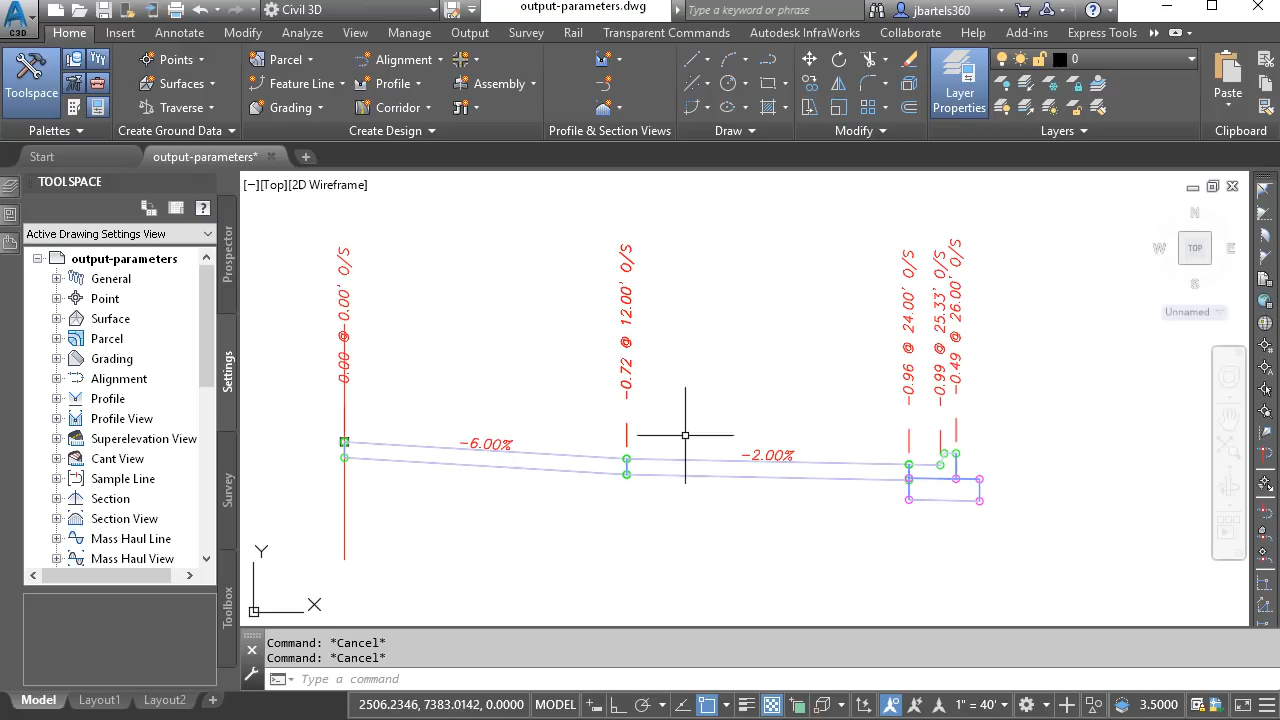 C3D
Civil 3D
output-parameters.dwg
Type a keyword or phrase
jbartels360
Home Insert Annotate Modify Analyze View Manage Output Survey Rail Transparent Commands Autodesk InfraWorks Collaborate Help Add-ins Express Tools
Toolspace
Points
Surfaces
Traverse
Parcel
Feature Line
Grading
Alignment
Profile
Corridor
Assembly
Layer
Properties
0
Paste
Palettes
Create Ground Data
Create Design
Profile & Section Views
Draw
Modify
Layers
Clipboard
Start
output-parameters*
TOOLSPACE
Active Drawing Settings View
output-parameters
General
Point
Surface
Parcel
Grading
Alignment
Profile
Profile View
Superelevation View
Cant View
Sample Line
Section
Section View
Mass Haul Line
Mass Haul View
Prospector
Settings
Survey
Toolbox
[−][Top][2D Wireframe]
0.00 @ -0.00' O/S
-0.72 @ 12.00' O/S
-0.96 @ 24.00' O/S
-0.99 @ 25.33' O/S
-0.49 @ 26.00' O/S
-6.00%
-2.00%
N
W
TOP
E
S
Unnamed
Y
X
Command: *Cancel*
Command: *Cancel*
Type a command
Model
Layout1
Layout2
2506.2346, 7383.0142, 0.0000
MODEL
1" = 40'
3.5000